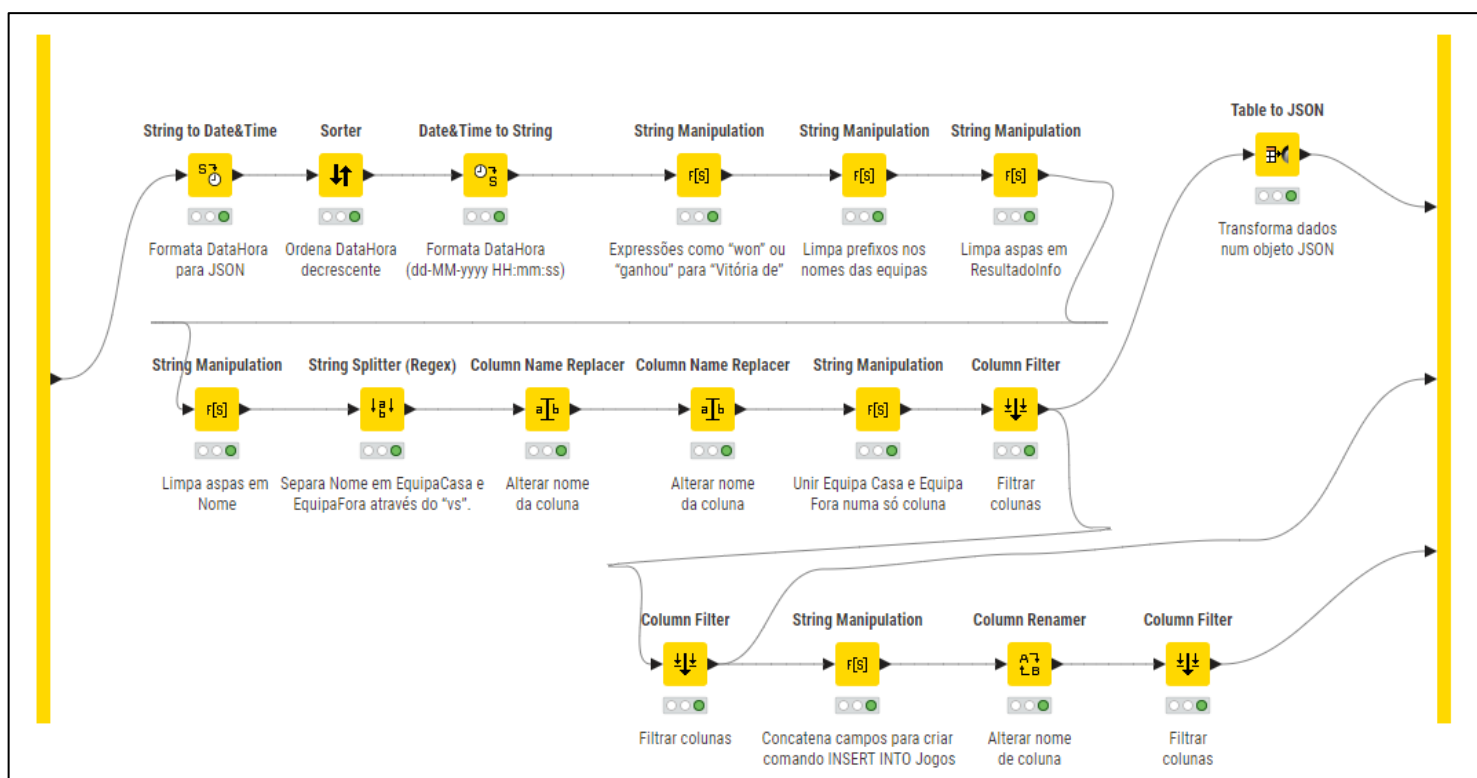 Table to JSON
String to Date&Time
Sorter
Date&Time to String
String Manipulation
String Manipulation
String Manipulation
S
S
F[S]
F[S]
F[S]
Formata DataHora
para JSON
Ordena DataHora
decrescente
Formata DataHora
(dd-MM-yyyy HH:mm:ss)
Expressões como “won” ou
“ganhou” para “Vitória de”
Limpa prefixos nos
nomes das equipas
Limpa aspas em
ResultadoInfo
Transforma dados
num objeto JSON
String Manipulation
String Splitter (Regex)
Column Name Replacer
Column Name Replacer
String Manipulation
Column Filter
F[S]
a
b
a b
a b
F[S]
Limpa aspas em
Nome
Separa Nome em EquipaCasa e
EquipaFora através do “vs”.
Alterar nome
da coluna
Alterar nome
da coluna
Unir Equipa Casa e Equipa
Fora numa só coluna
Filtrar
colunas
Column Filter
String Manipulation
Column Renamer
Column Filter
F[S]
A
B
Filtrar colunas
Concatena campos para criar
comando INSERT INTO Jogos
Alterar nome
de coluna
Filtrar
colunas